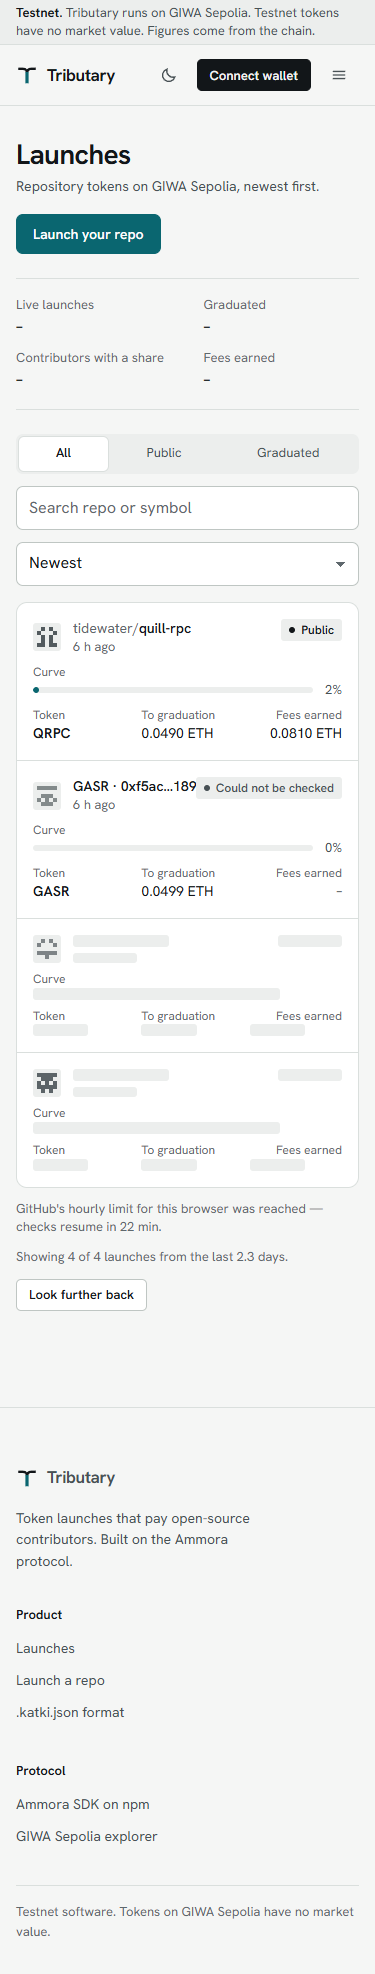 Testnet. Tributary runs on GIWA Sepolia. Testnet tokens
have no market value. Figures come from the chain.
Tributary
Connect wallet
Launches
Repository tokens on GIWA Sepolia, newest first.
Launch your repo
Live launches
Graduated
–
–
Contributors with a share
Fees earned
–
–
All
Public
Graduated
Search repo or symbol
Newest
tidewater/quill-rpc
Public
6 h ago
Curve
2%
Token
To graduation
Fees earned
QRPC
0.0490 ETH
0.0810 ETH
GASR · 0xf5ac…189
Could not be checked
6 h ago
Curve
0%
Token
To graduation
Fees earned
GASR
0.0499 ETH
–
Curve
Token
To graduation
Fees earned
Curve
Token
To graduation
Fees earned
GitHub's hourly limit for this browser was reached —
checks resume in 22 min.
Showing 4 of 4 launches from the last 2.3 days.
Look further back
Tributary
Token launches that pay open-source
contributors. Built on the Ammora
protocol.
Product
Launches
Launch a repo
.katki.json format
Protocol
Ammora SDK on npm
GIWA Sepolia explorer
Testnet software. Tokens on GIWA Sepolia have no market
value.